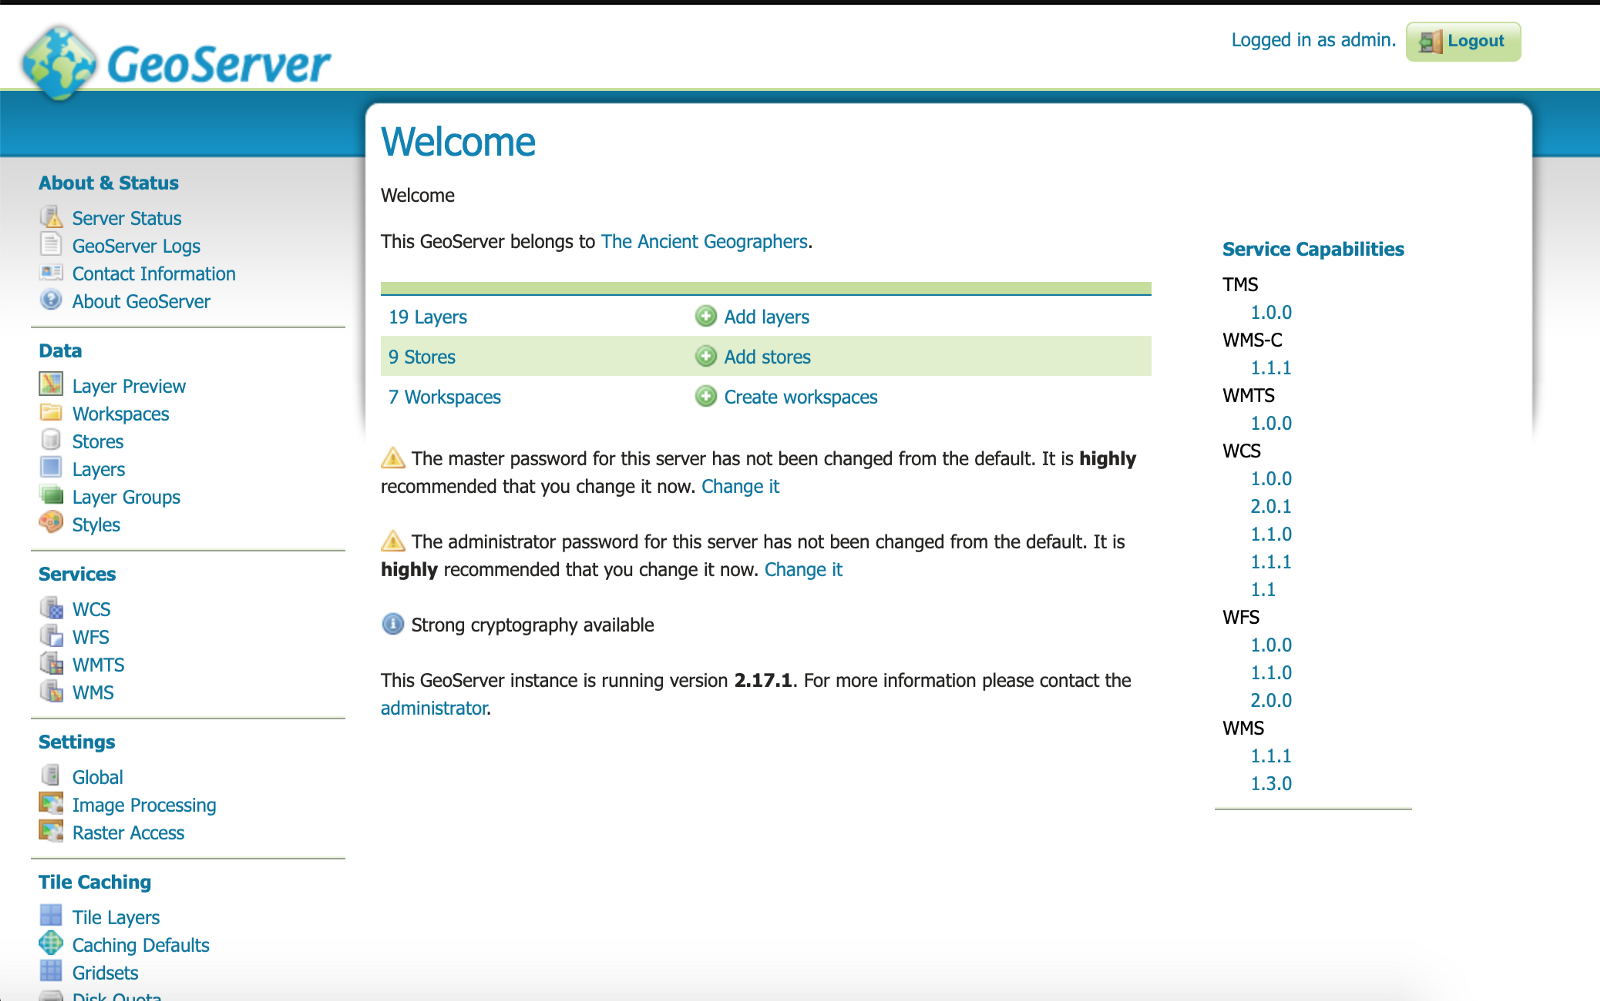 GeoServer
Logged in as admin.
Logout
About & Status
Server Status
GeoServer Logs
Contact Information
About GeoServer
Data
Layer Preview
Workspaces
Stores
Layers
Layer Groups
Styles
Services
WCS
WFS
WMTS
WMS
Settings
Global
Image Processing
Raster Access
Tile Caching
Tile Layers
Caching Defaults
Gridsets
Disk Quota
Welcome
Welcome
This GeoServer belongs to The Ancient Geographers.
19 Layers Add layers
9 Stores Add stores
7 Workspaces Create workspaces
The master password for this server has not been changed from the default. It is highly
recommended that you change it now. Change it
The administrator password for this server has not been changed from the default. It is
highly recommended that you change it now. Change it
Strong cryptography available
This GeoServer instance is running version 2.17.1. For more information please contact the
administrator.
Service Capabilities
TMS
1.0.0
WMS-C
1.1.1
WMTS
1.0.0
WCS
1.0.0
2.0.1
1.1.0
1.1.1
1.1
WFS
1.0.0
1.1.0
2.0.0
WMS
1.1.1
1.3.0